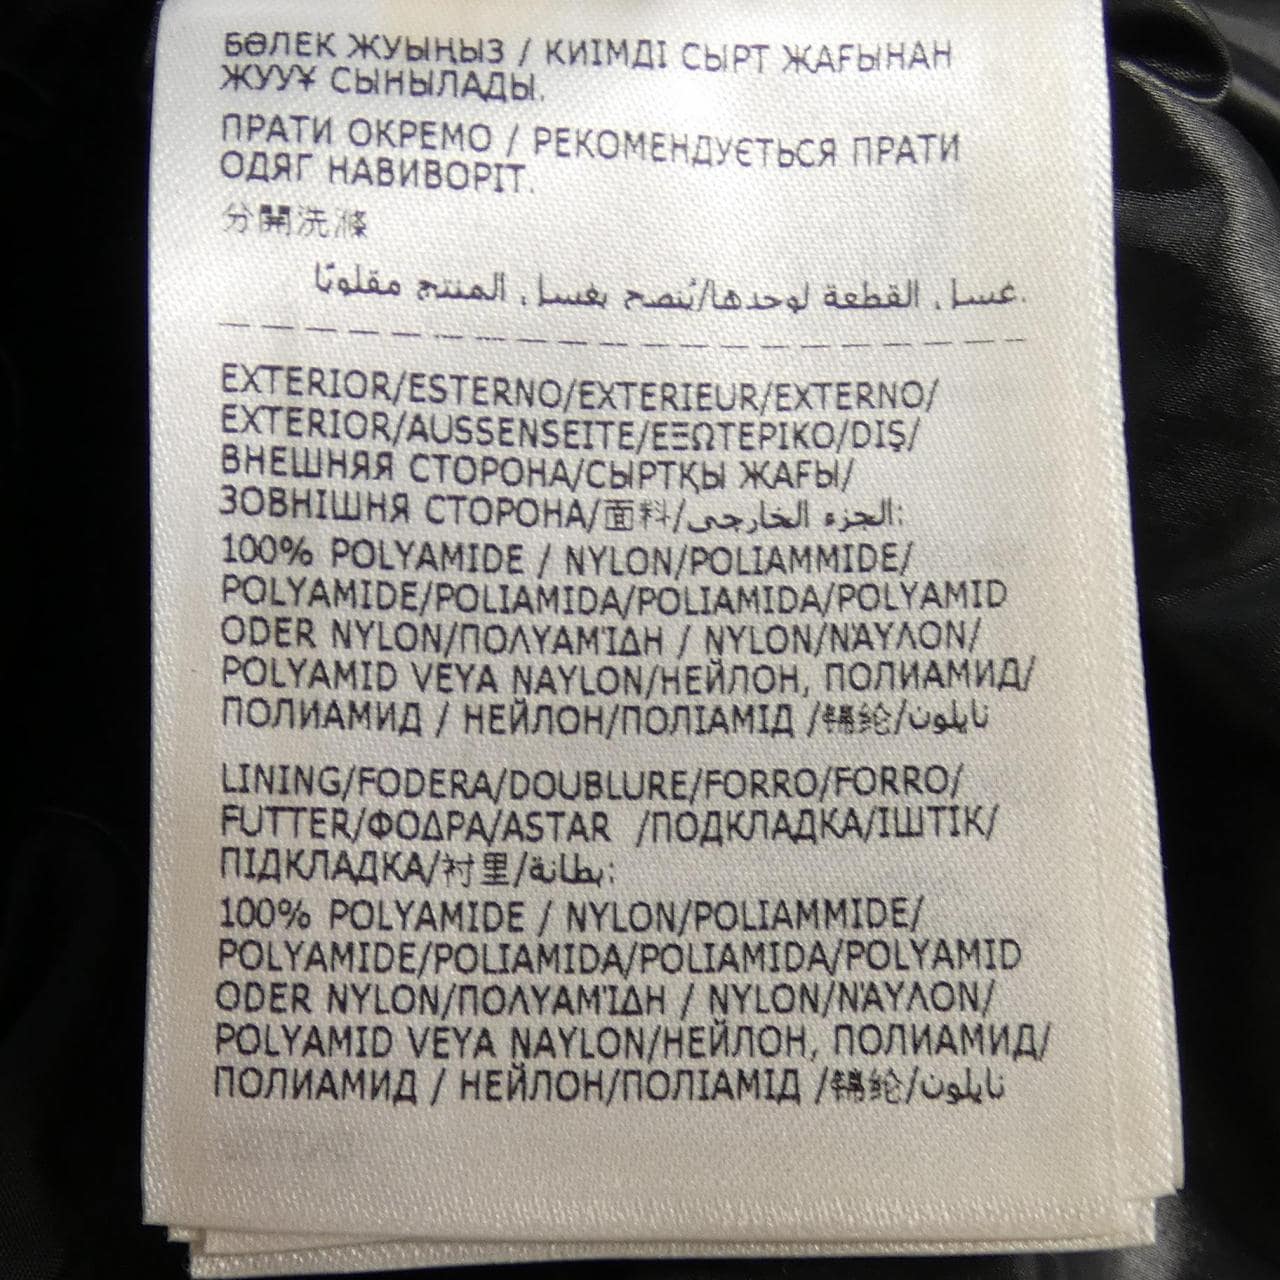 БӨЛЕК ЖУЫҢЫЗ / КИІМДІ СЫРТ ЖАҒЫНАН
ЖУУҰ СЫНЫЛАДЫ.
ПРАТИ ОКРЕМО / РЕКОМЕНДУЄТЬСЯ ПРАТИ
ОДЯГ НАВИВОРІТ.
分開洗滌
غسل القطعة لوحدها/يُنصح بغسل المنتج مقلوبًا.
EXTERIOR/ESTERNO/EXTERIEUR/EXTERNO/
EXTERIOR/AUSSENSEITE/ΕΞΩΤΕΡΙΚΟ/DIŞ/
ВНЕШНЯЯ СТОРОНА/СЫРТҚЫ ЖАҒЫ/
ЗОВНІШНЯ СТОРОНА/面料/الجزء الخارجي:
100% POLYAMIDE / NYLON/POLIAMMIDE/
POLYAMIDE/POLIAMIDA/POLIAMIDA/POLYAMID
ODER NYLON/ΠΟΛΥΑΜΊΔΗ / NYLON/ΝΆΥΛΟΝ/
POLYAMID VEYA NAYLON/НЕЙЛОН, ПОЛИАМИД/
ПОЛИАМИД / НЕЙЛОН/ПОЛІАМІД /锦纶/نايلون
LINING/FODERA/DOUBLURE/FORRO/FORRO/
FUTTER/ΦΟΔΡΑ/ASTAR /ПОДКЛАДКА/ІШТІК/
ПІДКЛАДКА/衬里/بطانة:
100% POLYAMIDE / NYLON/POLIAMMIDE/
POLYAMIDE/POLIAMIDA/POLIAMIDA/POLYAMID
ODER NYLON/ΠΟΛΥΑΜΊΔΗ / NYLON/ΝΆΥΛΟΝ/
POLYAMID VEYA NAYLON/НЕЙЛОН, ПОЛИАМИД/
ПОЛИАМИД / НЕЙЛОН/ПОЛІАМІД /锦纶/نايلون